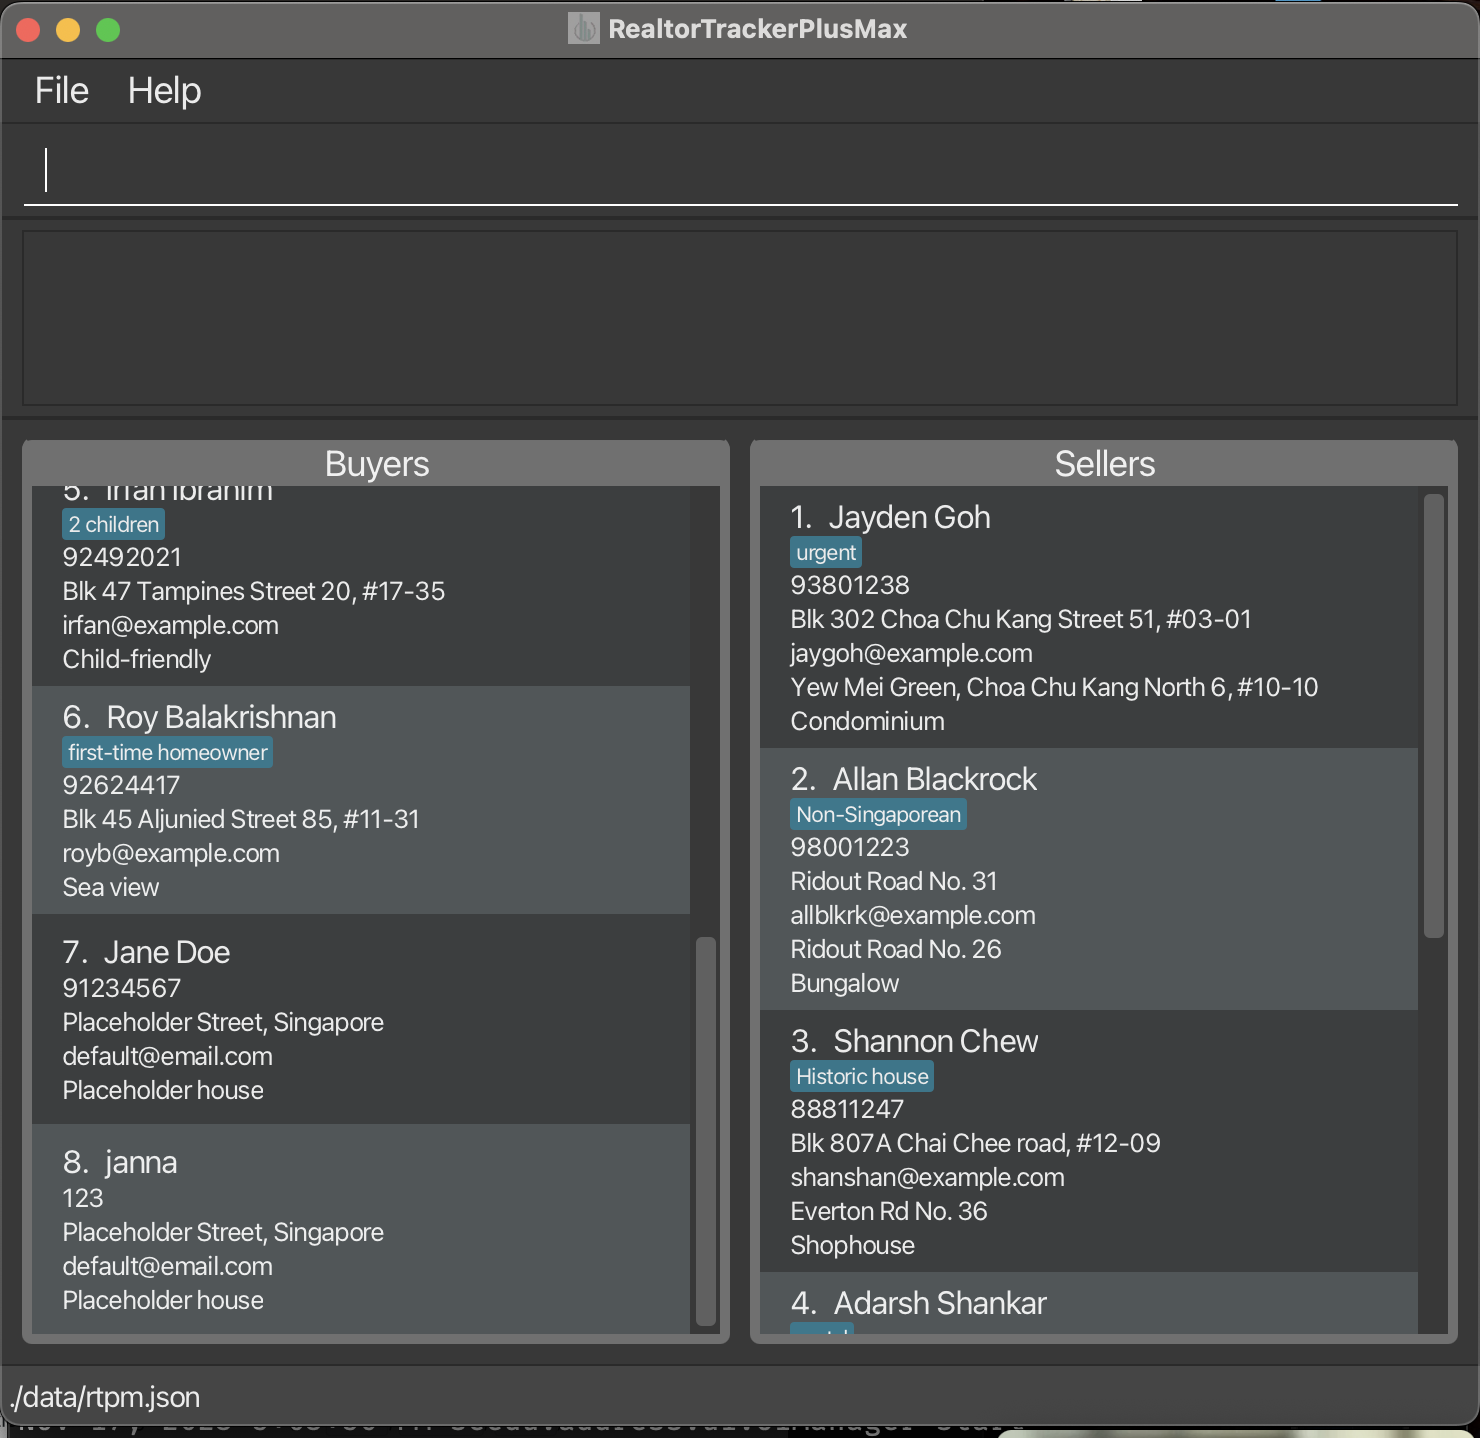 RealtorTrackerPlusMax
File Help
Buyers
5. Irfan Ibrahim
2 children
92492021
Blk 47 Tampines Street 20, #17-35
irfan@example.com
Child-friendly
6. Roy Balakrishnan
first-time homeowner
92624417
Blk 45 Aljunied Street 85, #11-31
royb@example.com
Sea view
7. Jane Doe
91234567
Placeholder Street, Singapore
default@email.com
Placeholder house
8. janna
123
Placeholder Street, Singapore
default@email.com
Placeholder house
Sellers
1. Jayden Goh
urgent
93801238
Blk 302 Choa Chu Kang Street 51, #03-01
jaygoh@example.com
Yew Mei Green, Choa Chu Kang North 6, #10-10
Condominium
2. Allan Blackrock
Non-Singaporean
98001223
Ridout Road No. 31
allblkrk@example.com
Ridout Road No. 26
Bungalow
3. Shannon Chew
Historic house
88811247
Blk 807A Chai Chee road, #12-09
shanshan@example.com
Everton Rd No. 36
Shophouse
4. Adarsh Shankar
./data/rtpm.json